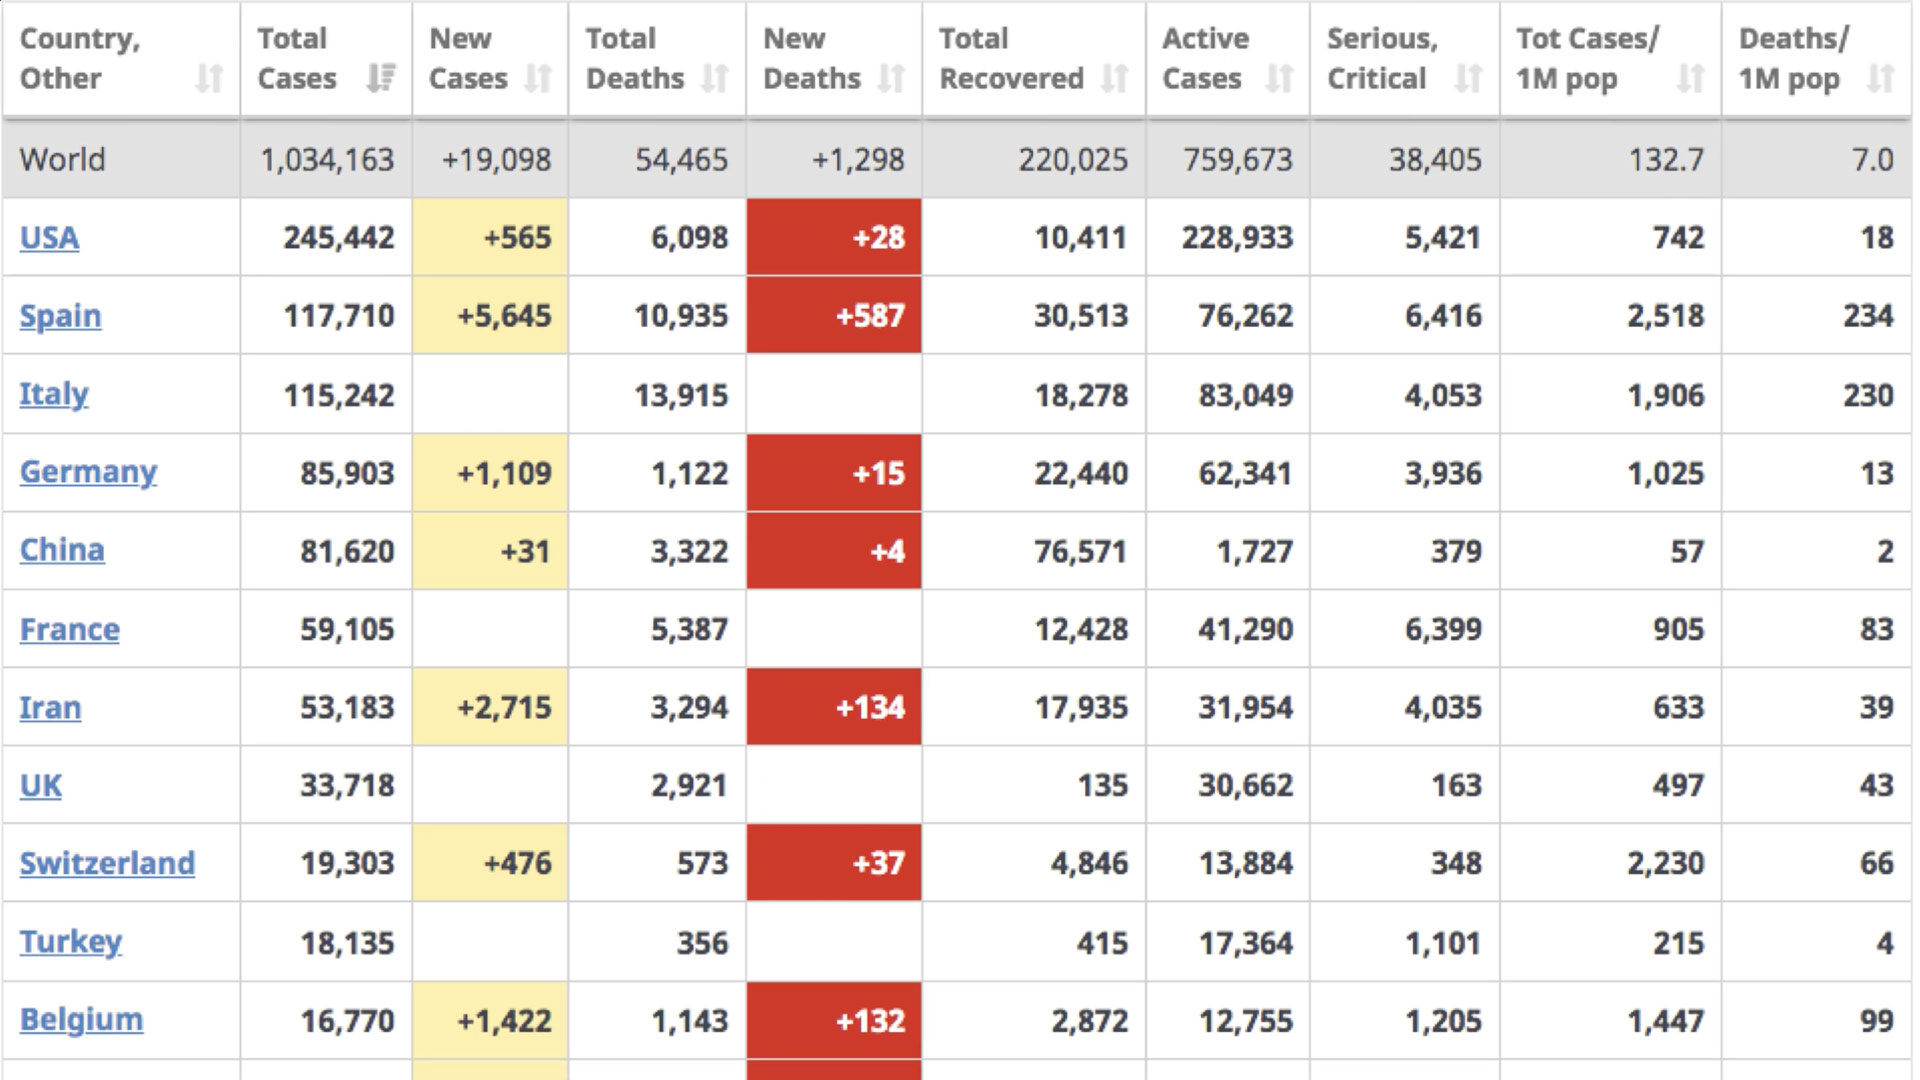 Country, Other Total Cases New Cases Total Deaths New Deaths Total Recovered Active Cases Serious, Critical Tot Cases/ 1M pop Deaths/ 1M pop
World 1,034,163 +19,098 54,465 +1,298 220,025 759,673 38,405 132.7 7.0
USA 245,442 +565 6,098 +28 10,411 228,933 5,421 742 18
Spain 117,710 +5,645 10,935 +587 30,513 76,262 6,416 2,518 234
Italy 115,242 13,915 18,278 83,049 4,053 1,906 230
Germany 85,903 +1,109 1,122 +15 22,440 62,341 3,936 1,025 13
China 81,620 +31 3,322 +4 76,571 1,727 379 57 2
France 59,105 5,387 12,428 41,290 6,399 905 83
Iran 53,183 +2,715 3,294 +134 17,935 31,954 4,035 633 39
UK 33,718 2,921 135 30,662 163 497 43
Switzerland 19,303 +476 573 +37 4,846 13,884 348 2,230 66
Turkey 18,135 356 415 17,364 1,101 215 4
Belgium 16,770 +1,422 1,143 +132 2,872 12,755 1,205 1,447 99